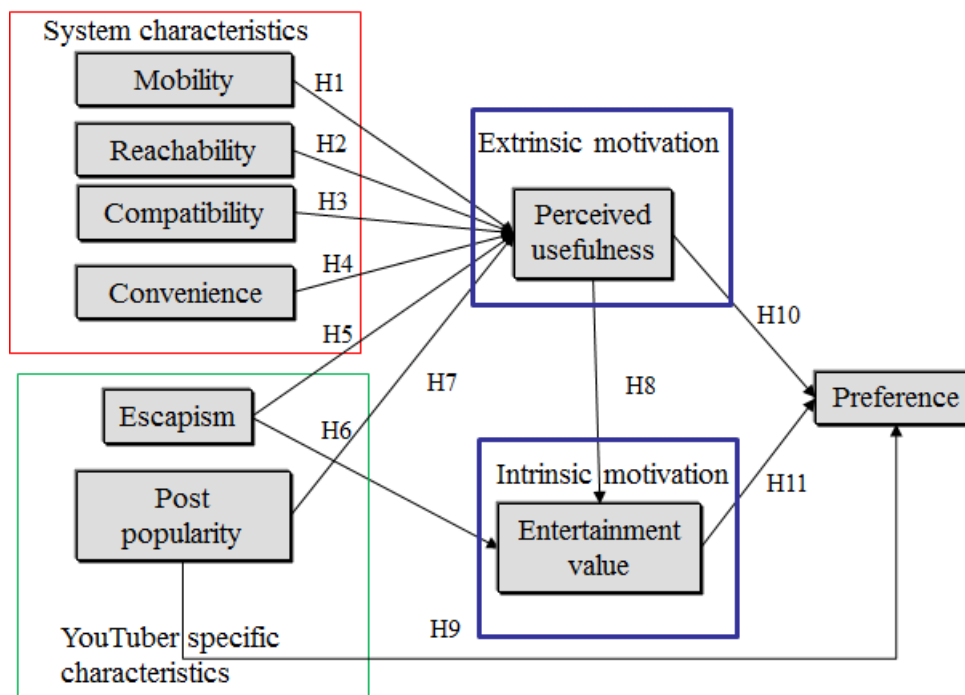 System characteristics
Mobility
H1
Reachability
H2
Compatibility
H3
Convenience
H4
H5
Extrinsic motivation
Perceived
usefulness
H10
H7
H8
Escapism
H6
Preference
Post
popularity
Intrinsic motivation
H11
Entertainment
value
H9
YouTuber specific
characteristics